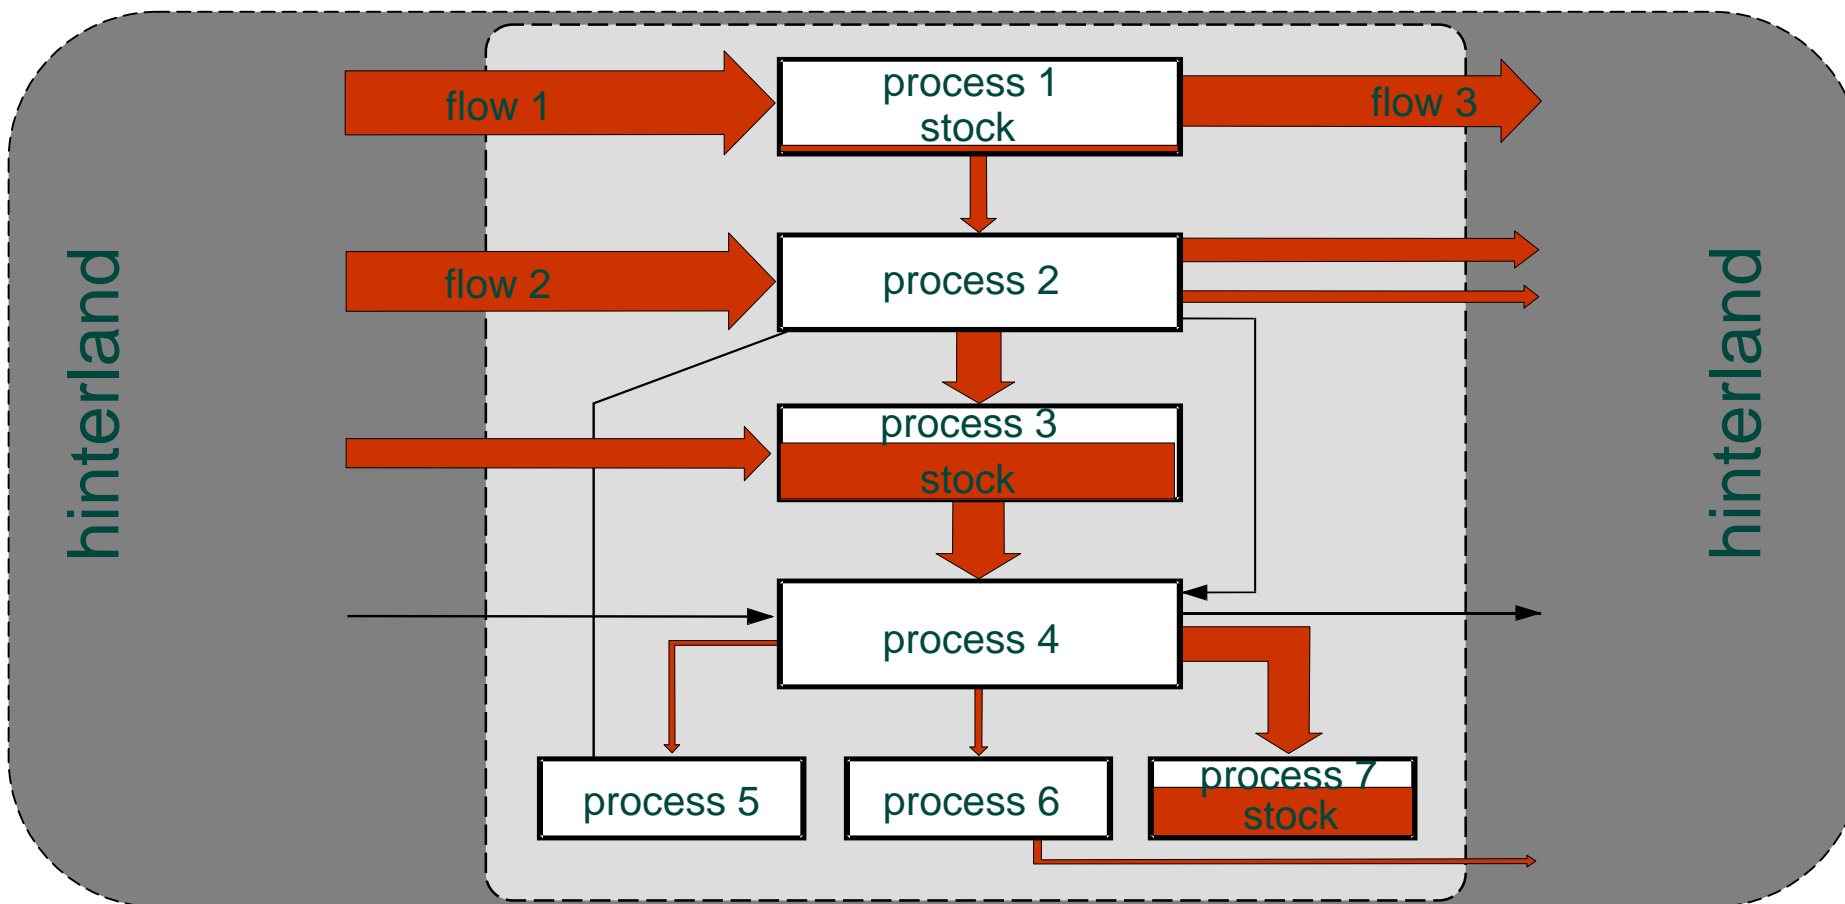 hinterland
flow 1
process 1
stock
flow 3
flow 2
process 2
process 3
stock
process 4
process 5
process 6
process 7
stock
hinterland